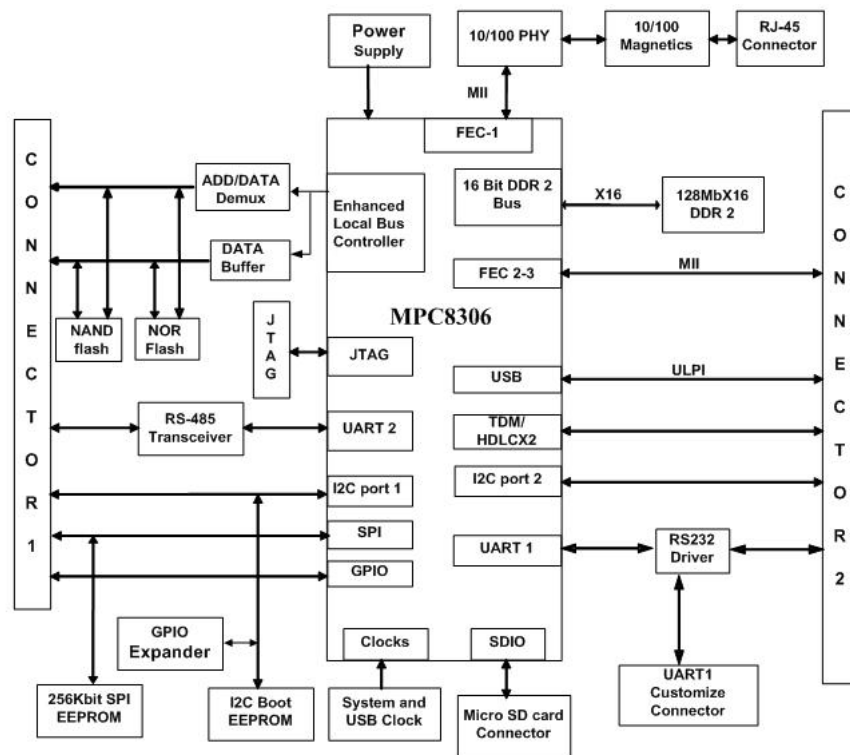 Power
Supply
10/100 PHY
10/100
Magnetics
RJ-45
Connector
MII
FEC-1
CONNECTOR1
ADD/DATA
Demux
DATA
Buffer
NAND
flash
NOR
Flash
Enhanced
Local Bus
Controller
16 Bit DDR 2
Bus
X16
128MbX16
DDR 2
FEC 2-3
MII
MPC8306
JTAG
JTAG
USB
ULPI
RS-485
Transceiver
UART 2
TDM/
HDLCX2
I2C port 1
I2C port 2
SPI
UART 1
RS232
Driver
GPIO
CONNECTOR2
GPIO
Expander
Clocks
SDIO
256Kbit SPI
EEPROM
I2C Boot
EEPROM
System and
USB Clock
Micro SD card
Connector
UART1
Customize
Connector